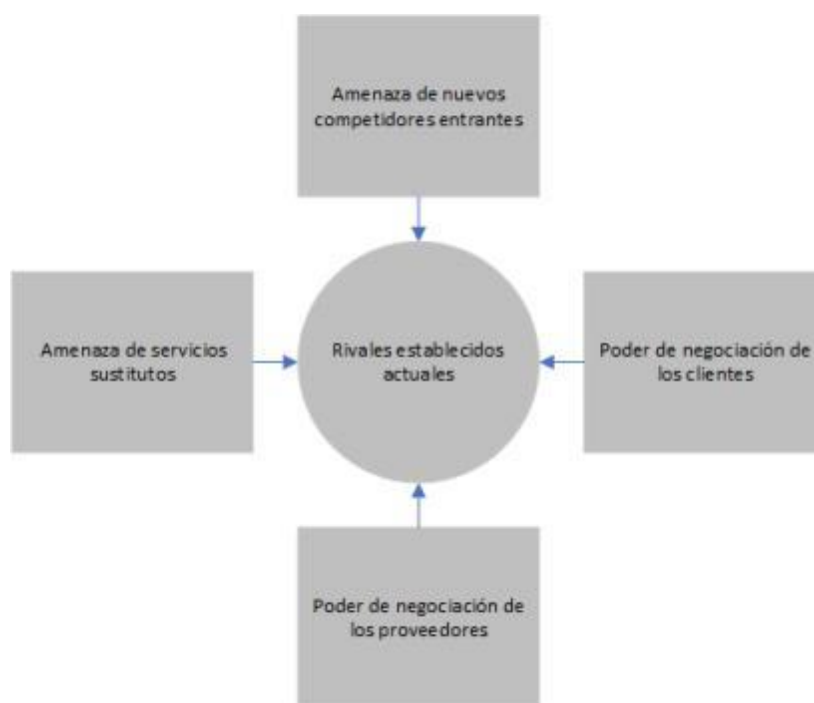 Amenaza de nuevos
competidores entrantes
Amenaza de servicios
sustitutos
Rivales establecidos
actuales
Poder de negociación de
los clientes
Poder de negociación de
los proveedores